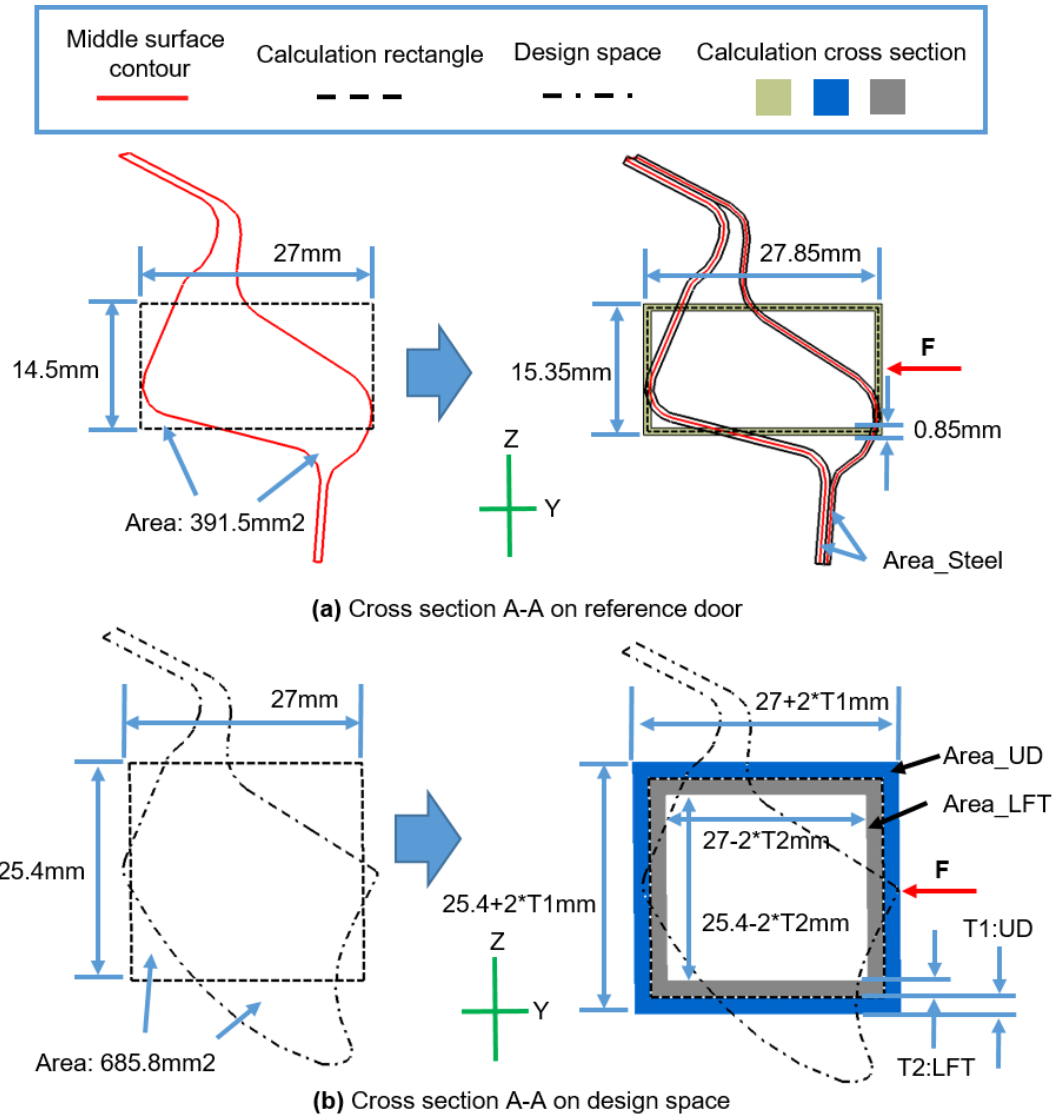 Middle surface
contour
Calculation rectangle
Design space
Calculation cross section
27mm
14.5mm
Area: 391.5mm2
Z
Y
27.85mm
15.35mm
F
0.85mm
Area_Steel
(a) Cross section A-A on reference door
27mm
25.4mm
Area: 685.8mm2
Z
Y
27+2*T1mm
Area_UD
Area_LFT
27-2*T2mm
F
25.4+2*T1mm
25.4-2*T2mm
T1:UD
T2:LFT
(b) Cross section A-A on design space